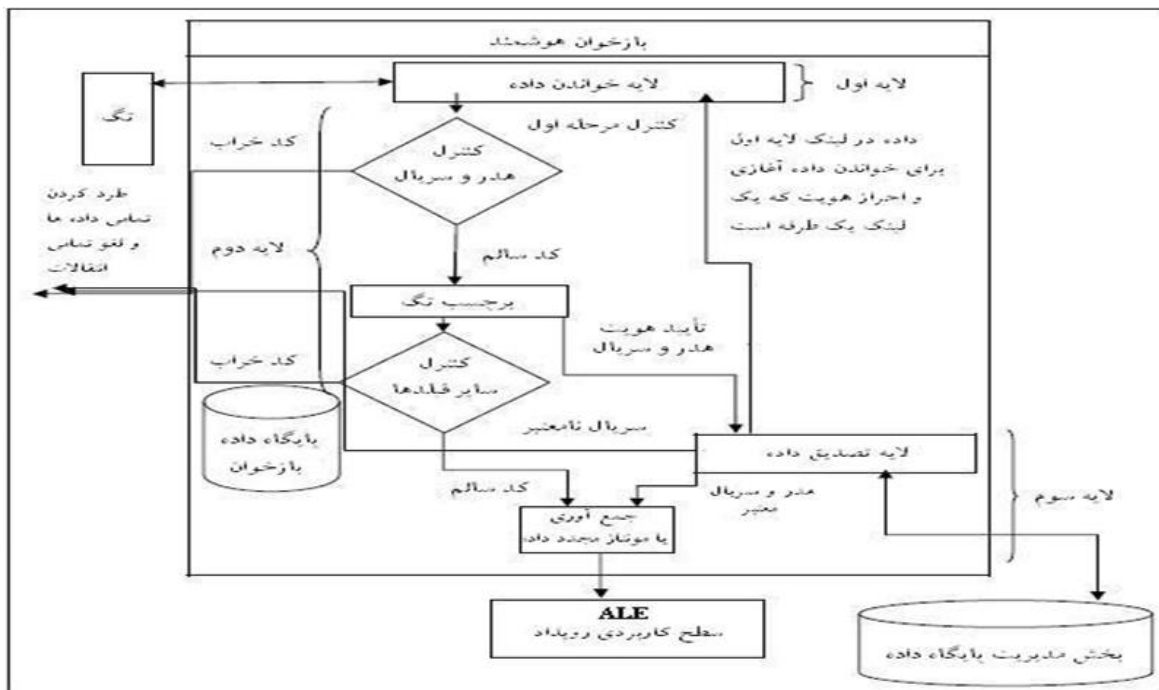 بازخوان هوشمند
تگ
لایه خواندن داده
لایه اول
کنترل مرحله اول
کد خراب
کنترل
هدر و سریال
داده در لینک لایه اول
برای خواندن داده آغازی
و احراز هویت که یک
لینک یک طرفه است
طرد کردن
تمامی داده ها
و لغو تمامی
انتقالات
لایه دوم
کد سالم
برچسب تگ
تأیید هویت
هدر و سریال
کد خراب
کنترل
سایر فیلدها
سریال نامعتبر
پایگاه داده
بازخوان
لایه تصدیق داده
کد سالم
هدر و سریال
معتبر
لایه سوم
جمع آوری
یا مونتاژ مجدد داده
ALE
سطح کاربردی رویداد
بخش مدیریت پایگاه داده